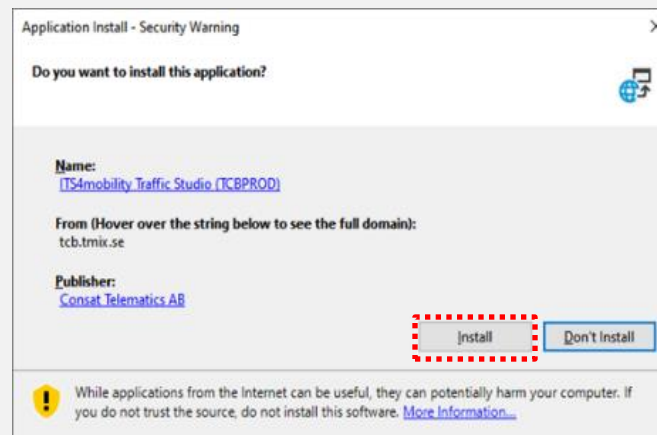 Application Install - Security Warning
Do you want to install this application?
Name:
ITS4mobility Traffic Studio (TCBPROD)
From (Hover over the string below to see the full domain):
tcb.tmix.se
Publisher:
Consat Telematics AB
Install
Don't Install
While applications from the Internet can be useful, they can potentially harm your computer. If
you do not trust the source, do not install this software. More Information...